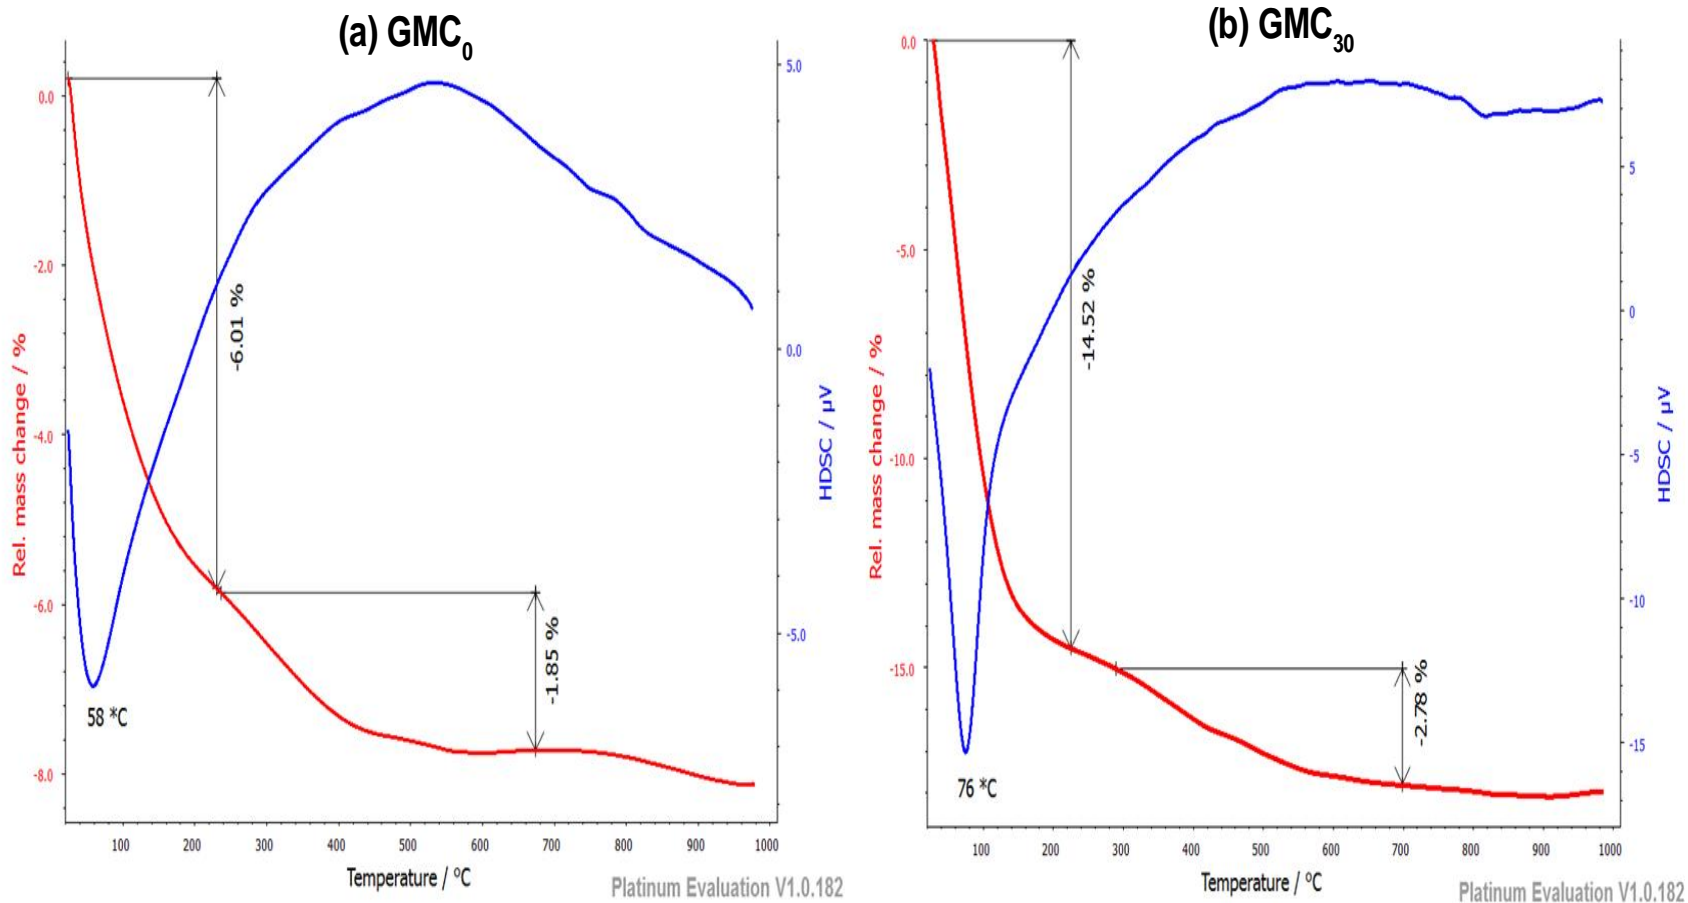 (a) GMC0
0.0
-2.0
-4.0
-6.0
-8.0
Rel. mass change / %
5.0
0.0
-5.0
HDSC / µV
-6.01 %
-1.85 %
58 *C
100 200 300 400 500 600 700 800 900 1000
Temperature / °C
Platinum Evaluation V1.0.182
(b) GMC30
0.0
-5.0
-10.0
-15.0
Rel. mass change / %
5
0
-5
-10
-15
HDSC / µV
-14.52 %
-2.78 %
76 *C
100 200 300 400 500 600 700 800 900 1000
Temperature / °C
Platinum Evaluation V1.0.182